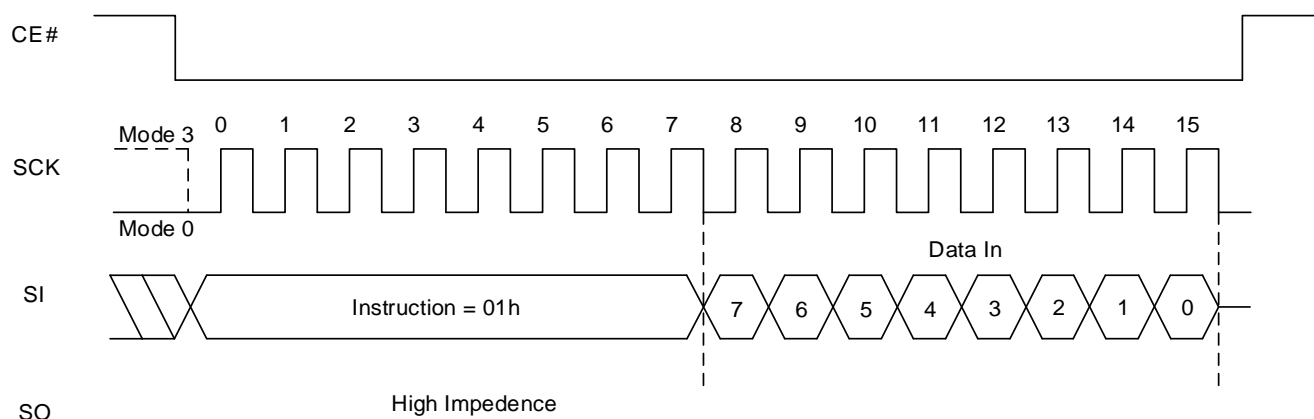 CE#
0 1 2 3 4 5 6 7 8 9 10 11 12 13 14 15
Mode 3
SCK
Mode 0
Data In
SI
Instruction = 01h
7 6 5 4 3 2 1 0
High Impedence
SO